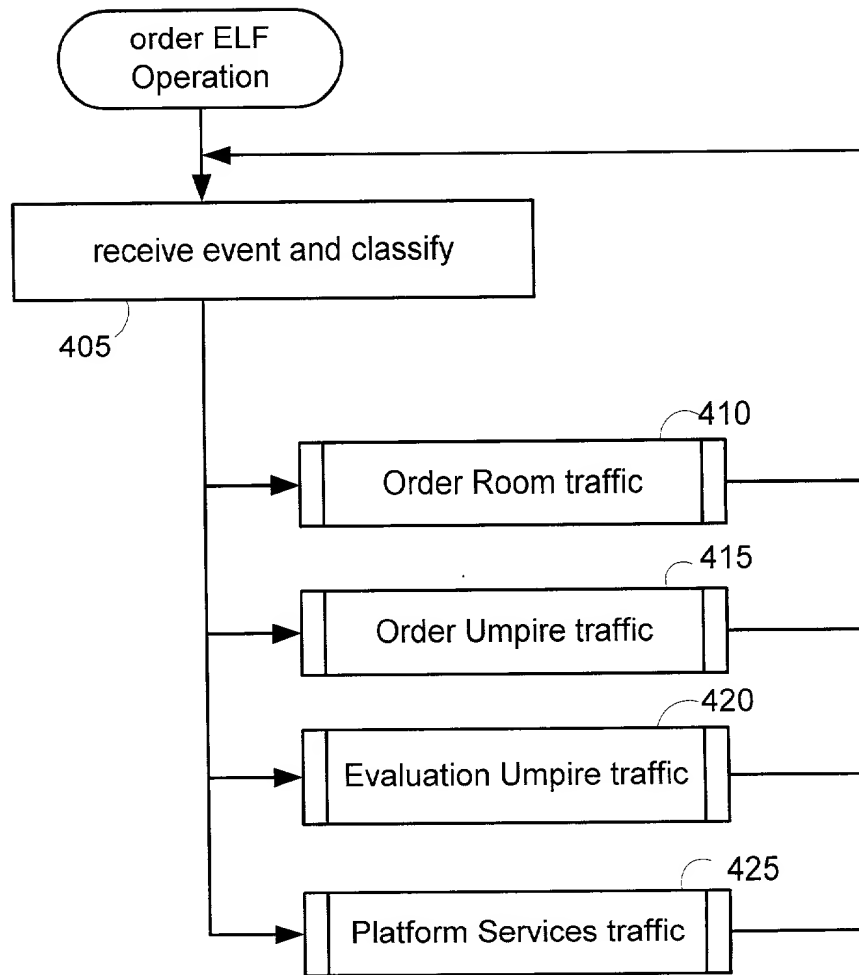 order ELF
Operation
receive event and classify
405
410
Order Room traffic
415
Order Umpire traffic
420
Evaluation Umpire traffic
425
Platform Services traffic